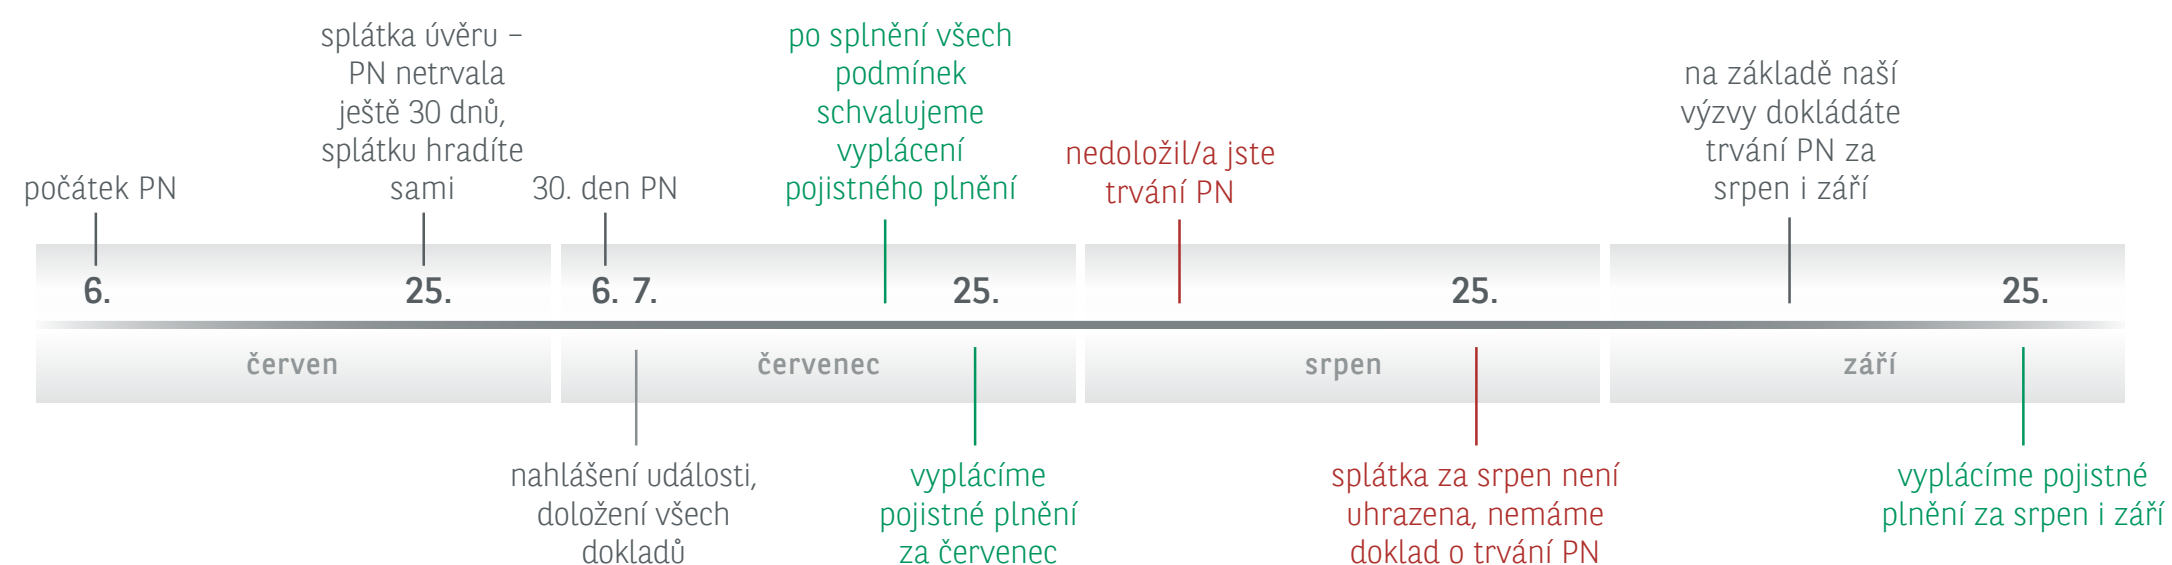 splátka úvěru –
PN netrvala
ještě 30 dnů,
splátku hradíte
sami
po splnění všech
podmínek
schvalujeme
vyplácení
pojistného plnění
na základě naší
výzvy dokládáte
trvání PN za
srpen i září
nedoložil/a jste
trvání PN
počátek PN
30. den PN
6.
25.
6. 7.
25.
25.
25.
červen
červenec
srpen
září
nahlášení události,
doložení všech
dokladů
vyplácíme
pojistné plnění
za červenec
splátka za srpen není
uhrazena, nemáme
doklad o trvání PN
vyplácíme pojistné
plnění za srpen i září